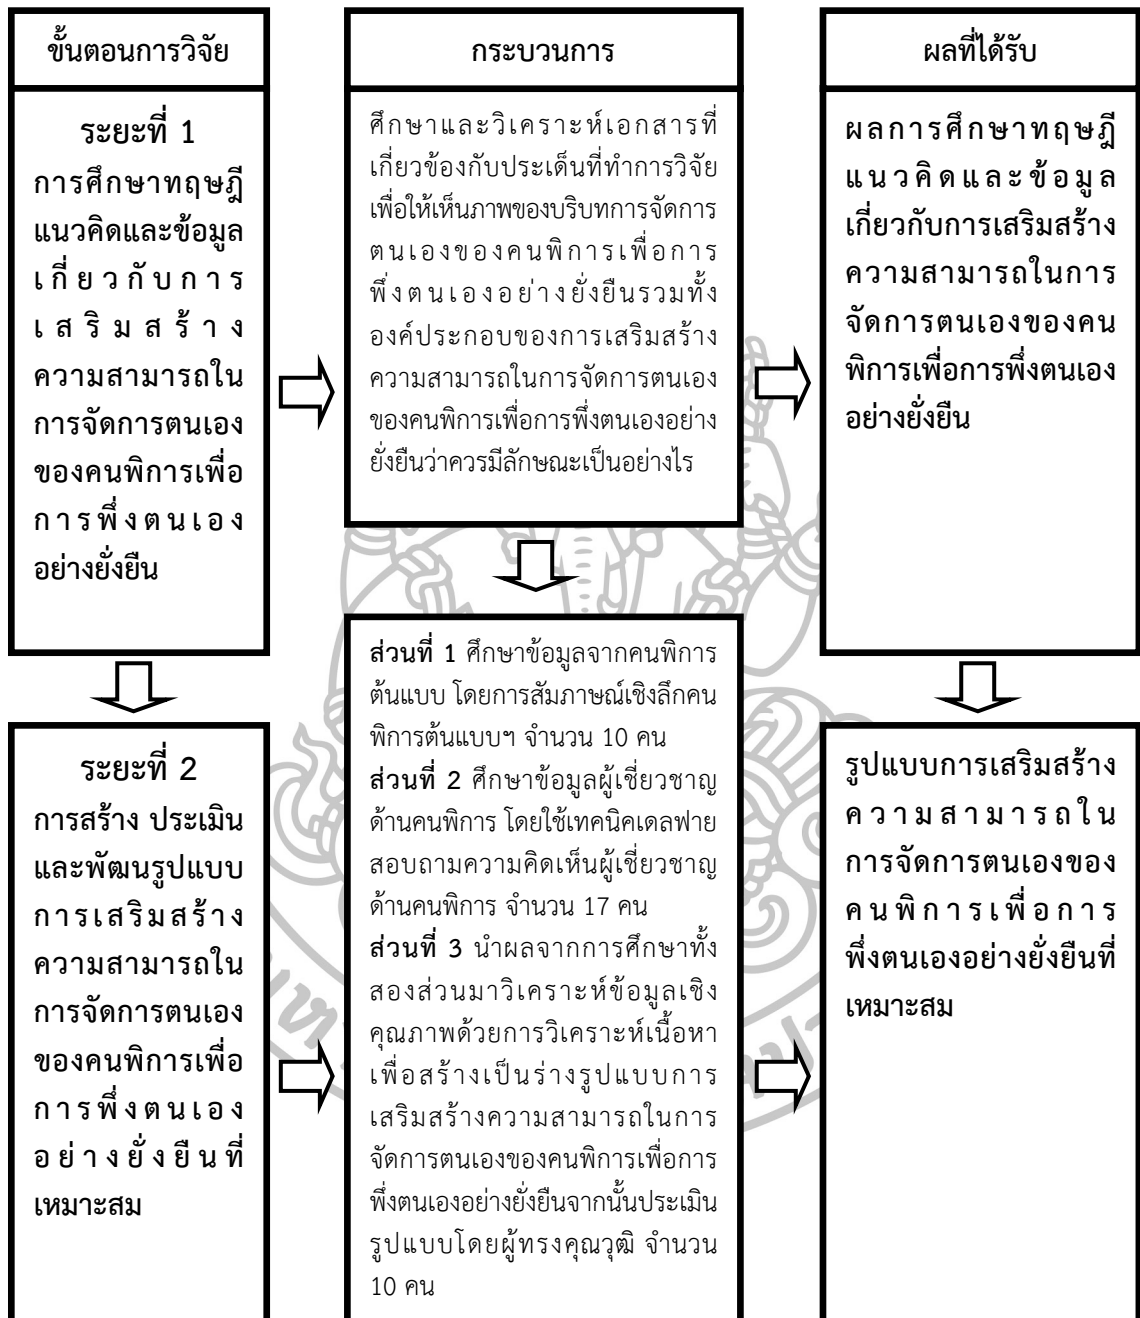 ขั้นตอนการวิจัย
กระบวนการ
ผลที่ได้รับ
ระยะที่ 1
การศึกษาทฤษฎี
แนวคิดและข้อมูล
เกี่ยวกับการ
เสริมสร้าง
ความสามารถใน
การจัดการตนเอง
ของคนพิการเพื่อ
การพึ่งตนเอง
อย่างยั่งยืน
ศึกษาและวิเคราะห์เอกสารที่
เกี่ยวข้องกับประเด็นที่ทำการวิจัย
เพื่อให้เห็นภาพของบริบทการจัดการ
ตนเองของคนพิการเพื่อการ
พึ่งตนเองอย่างยั่งยืนรวมทั้ง
องค์ประกอบของการเสริมสร้าง
ความสามารถในการจัดการตนเอง
ของคนพิการเพื่อการพึ่งตนเองอย่าง
ยั่งยืนว่าควรมีลักษณะเป็นอย่างไร
ผลการศึกษาทฤษฎี
แนวคิดและข้อมูล
เกี่ยวกับการเสริมสร้าง
ความสามารถในการ
จัดการตนเองของคน
พิการเพื่อการพึ่งตนเอง
อย่างยั่งยืน
ระยะที่ 2
การสร้าง ประเมิน
และพัฒนรูปแบบ
การเสริมสร้าง
ความสามารถใน
การจัดการตนเอง
ของคนพิการเพื่อ
การพึ่งตนเอง
อย่างยั่งยืนที่
เหมาะสม
ส่วนที่ 1 ศึกษาข้อมูลจากคนพิการ
ต้นแบบ โดยการสัมภาษณ์เชิงลึกคน
พิการต้นแบบฯ จำนวน 10 คน
ส่วนที่ 2 ศึกษาข้อมูลผู้เชี่ยวชาญ
ด้านคนพิการ โดยใช้เทคนิคเดลฟาย
สอบถามความคิดเห็นผู้เชี่ยวชาญ
ด้านคนพิการ จำนวน 17 คน
ส่วนที่ 3 นำผลจากการศึกษาทั้ง
สองส่วนมาวิเคราะห์ข้อมูลเชิง
คุณภาพด้วยการวิเคราะห์เนื้อหา
เพื่อสร้างเป็นร่างรูปแบบการ
เสริมสร้างความสามารถในการ
จัดการตนเองของคนพิการเพื่อการ
พึ่งตนเองอย่างยั่งยืนจากนั้นประเมิน
รูปแบบโดยผู้ทรงคุณวุฒิ จำนวน
10 คน
รูปแบบการเสริมสร้าง
ความสามารถใน
การจัดการตนเองของ
คนพิการเพื่อการ
พึ่งตนเองอย่างยั่งยืนที่
เหมาะสม